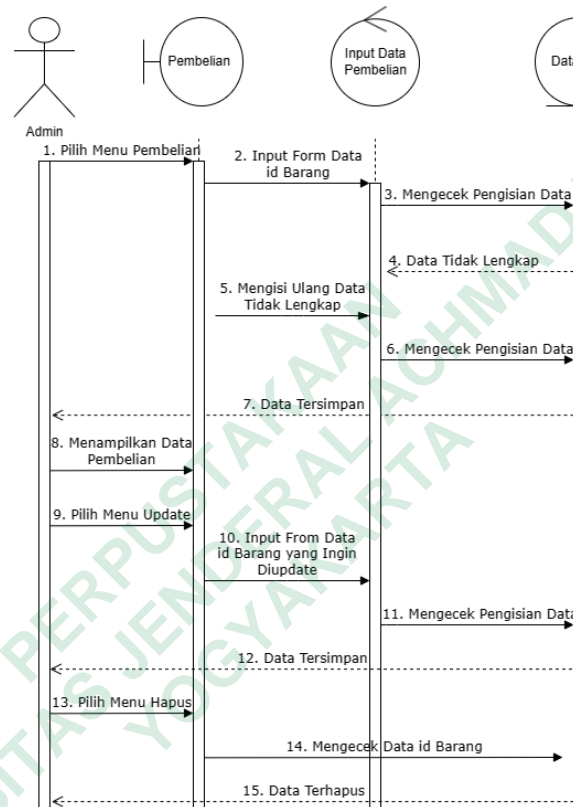 Pembelian
Input Data
Pembelian
Admin
1. Pilih Menu Pembelian
2. Input Form Data
id Barang
3. Mengecek Pengisian Data
4. Data Tidak Lengkap
5. Mengisi Ulang Data
Tidak Lengkap
6. Mengecek Pengisian Data
7. Data Tersimpan
8. Menampilkan Data
Pembelian
9. Pilih Menu Update
10. Input From Data
id Barang yang Ingin
Diupdate
11. Mengecek Pengisian Data
12. Data Tersimpan
13. Pilih Menu Hapus
14. Mengecek Data id Barang
15. Data Terhapus
PERPUSTAKAAN
JENDERAL ACHMAD
YOGYAKARTA